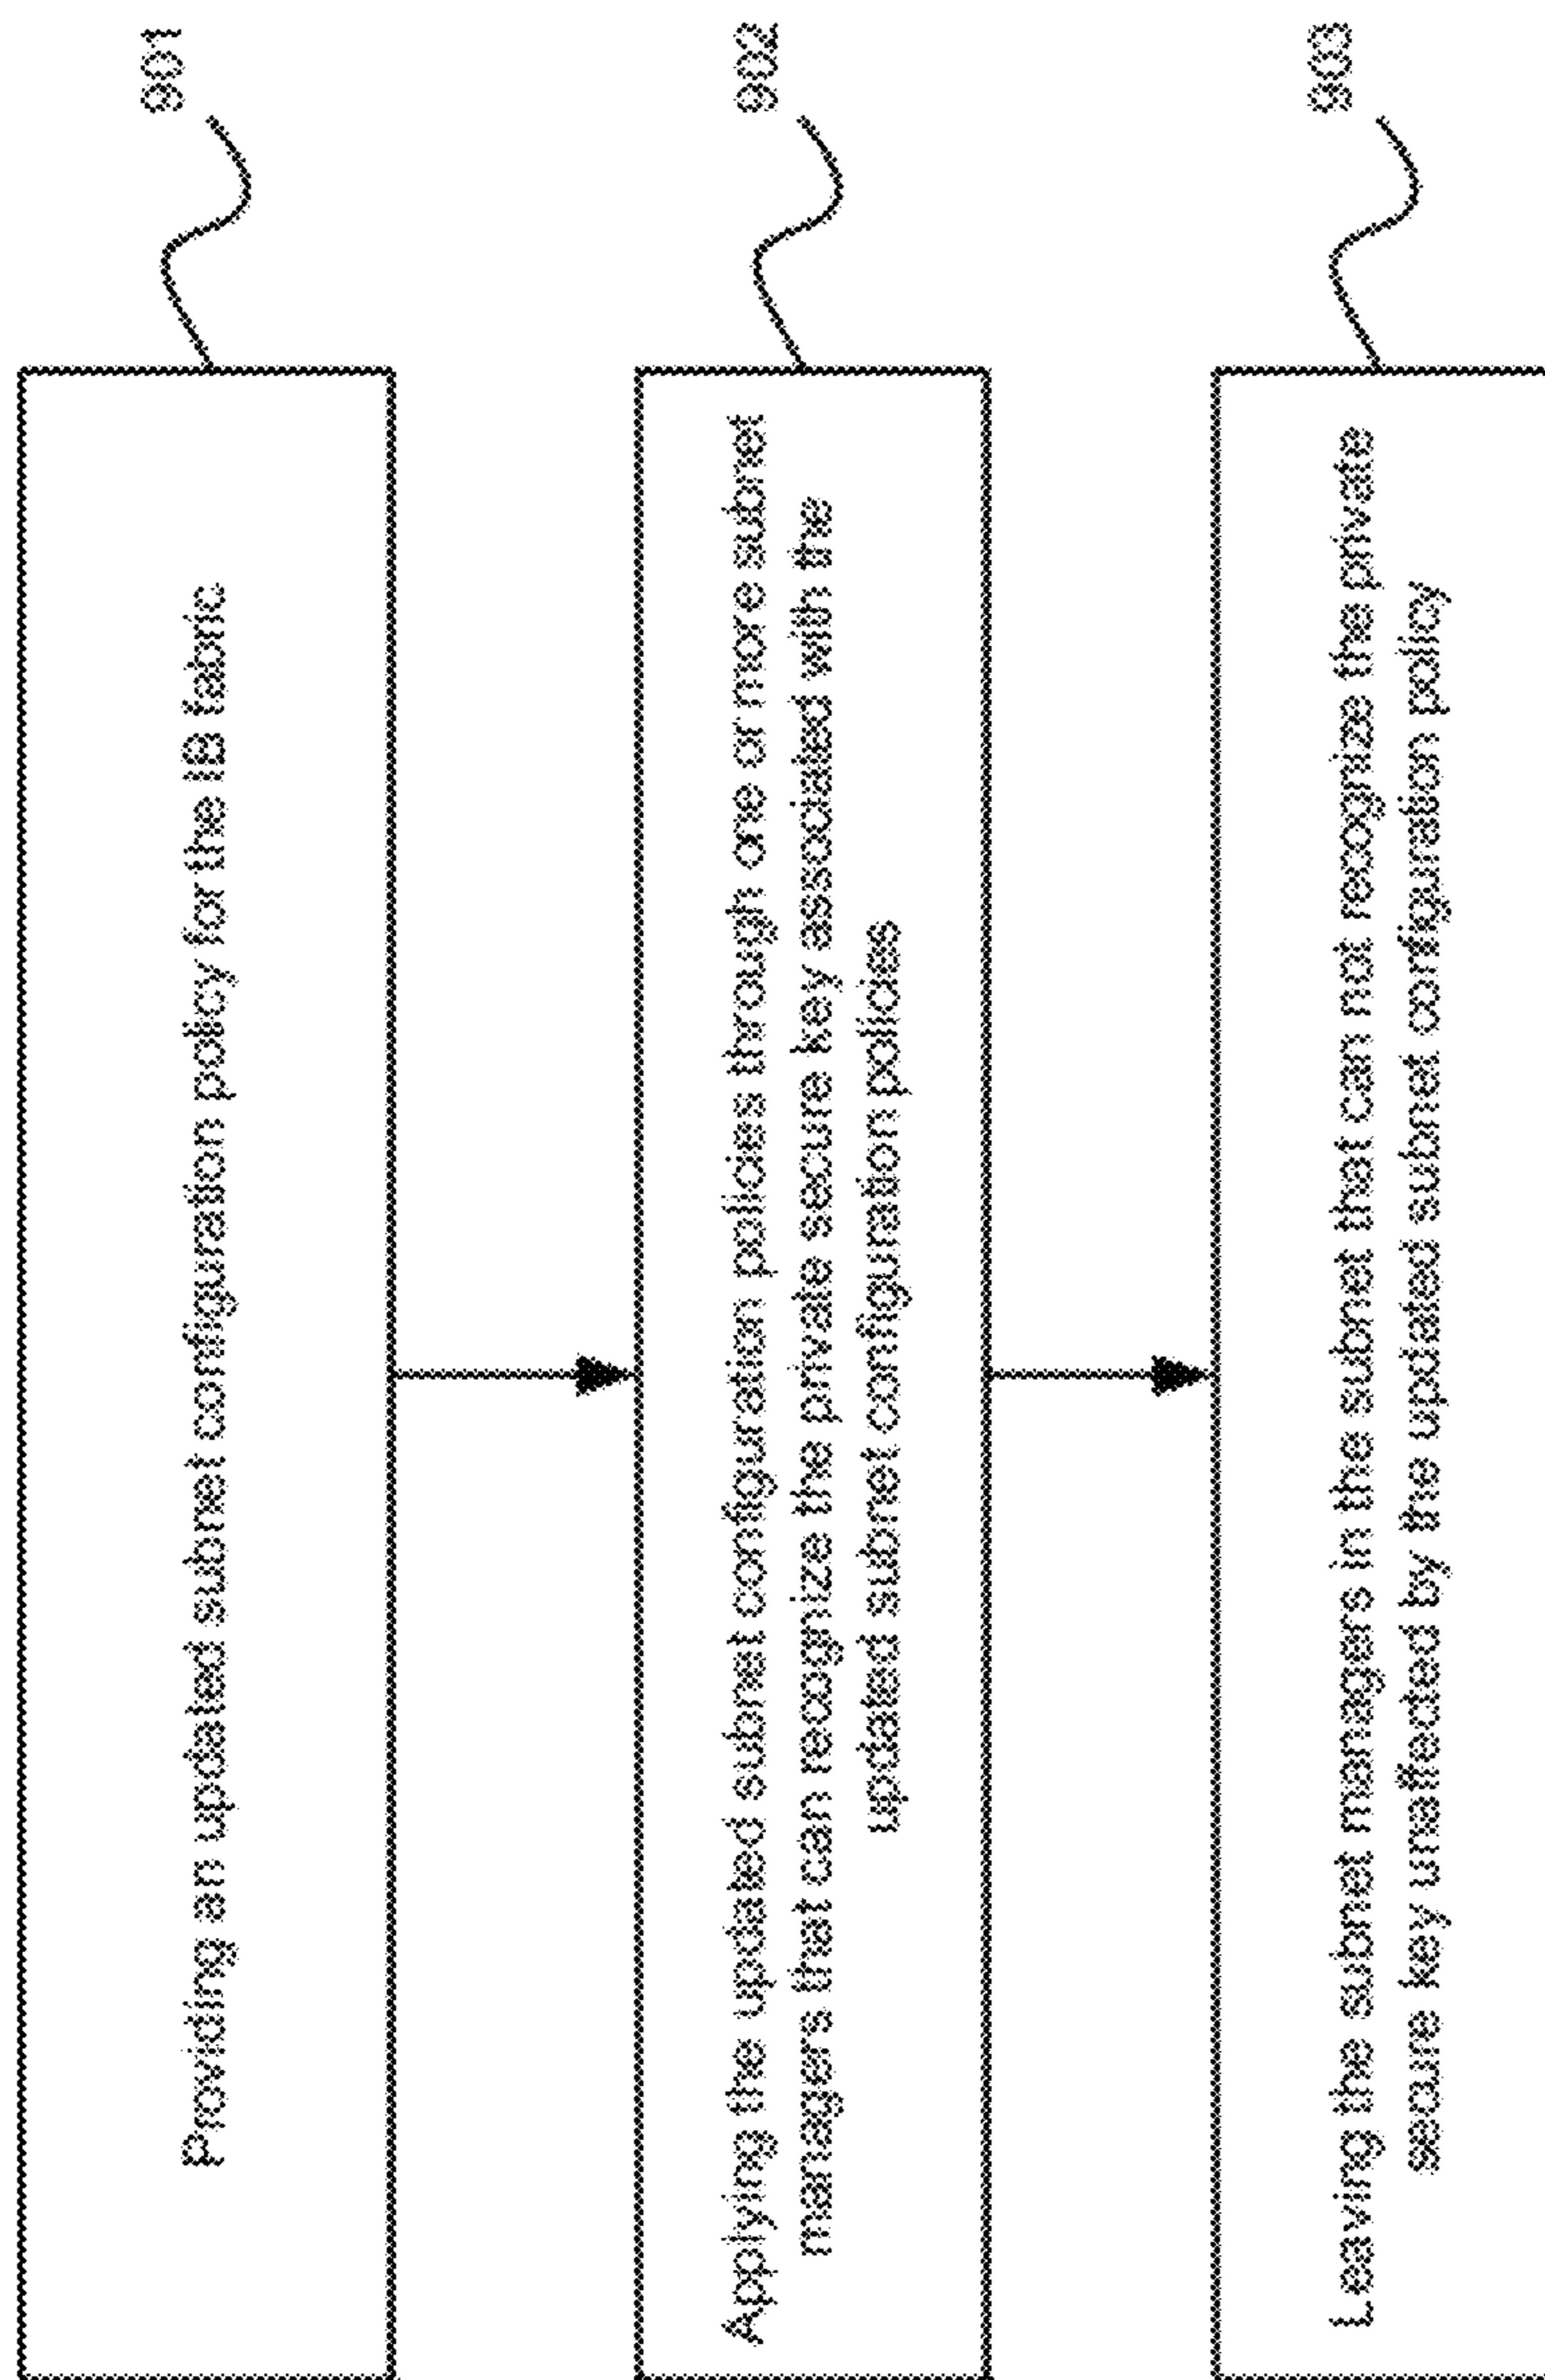 901
Providing an updated subnet configuration policy for the IB fabric
902
Applying the updated subnet configuration policies through one or more subnet
managers that can recognize the private secure key associated with the
updated subnet configuration policies
903
Leaving the subnet managers in the subnet that can not recognize the private
secure key unaffected by the updated subnet configuration policy